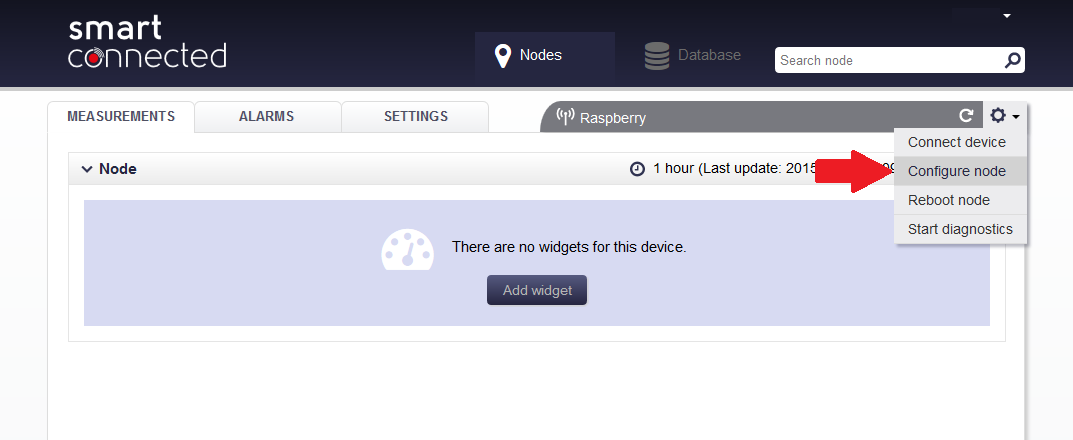 smart
connected
Nodes
Database
Search node
MEASUREMENTS
ALARMS
SETTINGS
Raspberry
Connect device
Configure node
Reboot node
Start diagnostics
Node
1 hour (Last update: 2015
There are no widgets for this device.
Add widget